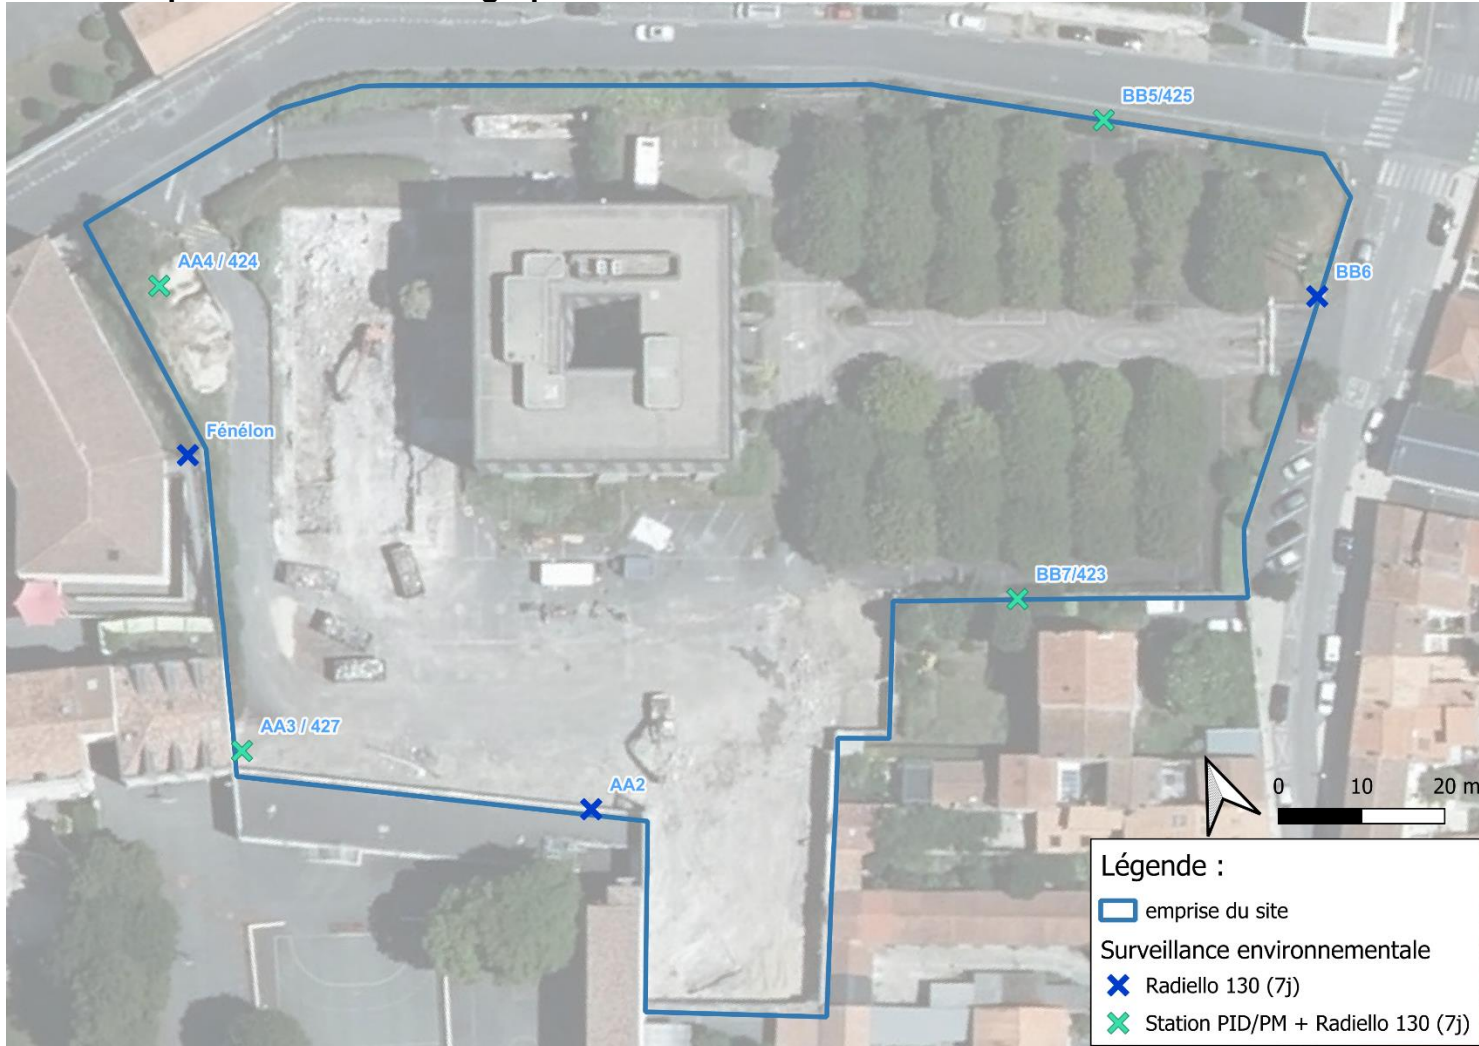 BB5/425
AA4 / 424
BB6
Fénélon
BB7/423
AA3 / 427
AA2
0 10 20 m
Légende :
emprise du site
Surveillance environnementale
Radiello 130 (7j)
Station PID/PM + Radiello 130 (7j)